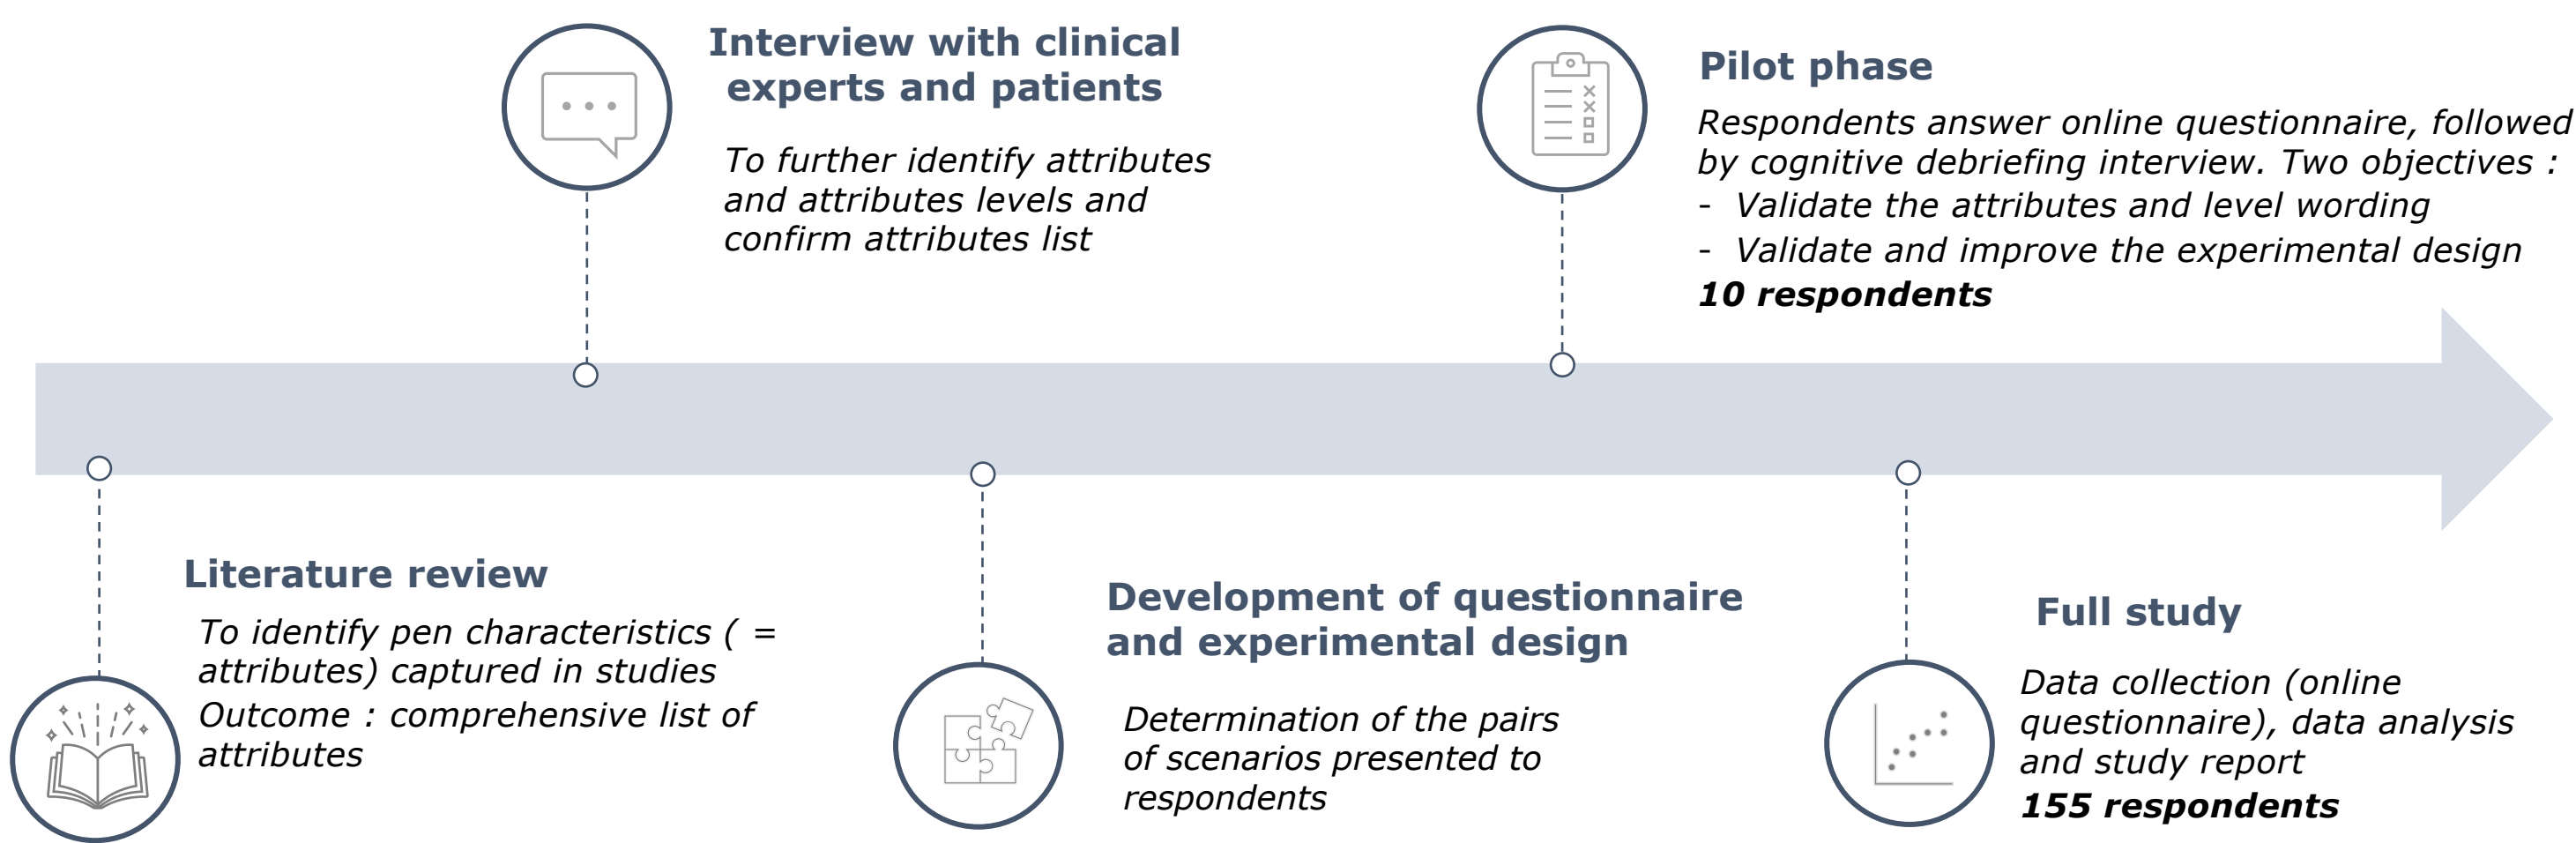 Interview with clinical
experts and patients
To further identify attributes
and attributes levels and
confirm attributes list
Pilot phase
Respondents answer online questionnaire, followed
by cognitive debriefing interview. Two objectives :
- Validate the attributes and level wording
- Validate and improve the experimental design
10 respondents
Literature review
To identify pen characteristics ( =
attributes) captured in studies
Outcome : comprehensive list of
attributes
Development of questionnaire
and experimental design
Determination of the pairs
of scenarios presented to
respondents
Full study
Data collection (online
questionnaire), data analysis
and study report
155 respondents